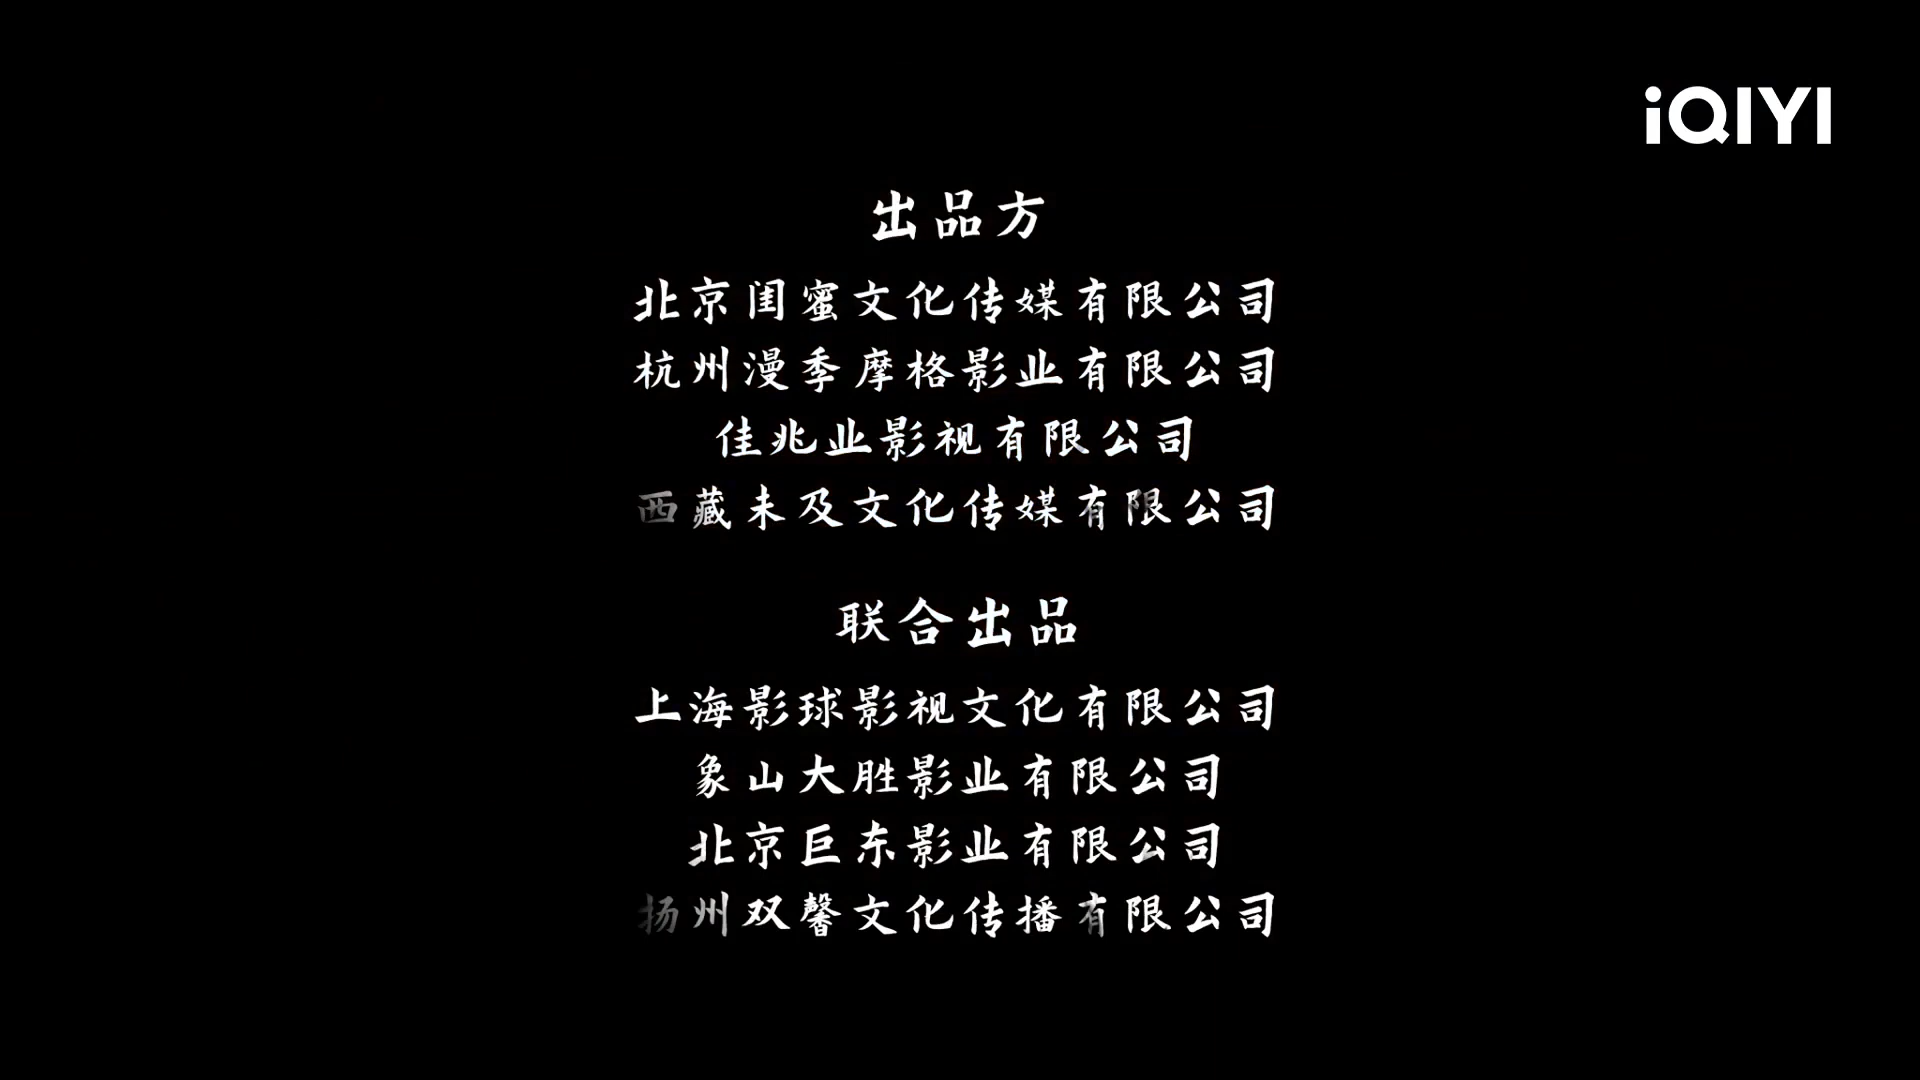 iQIYI
出品方
北京闺蜜文化传媒有限公司
杭州漫季摩格影业有限公司
佳兆业影视有限公司
西藏未及文化传媒有限公司
联合出品
上海影球影视文化有限公司
象山大胜影业有限公司
北京巨东影业有限公司
扬州双馨文化传播有限公司